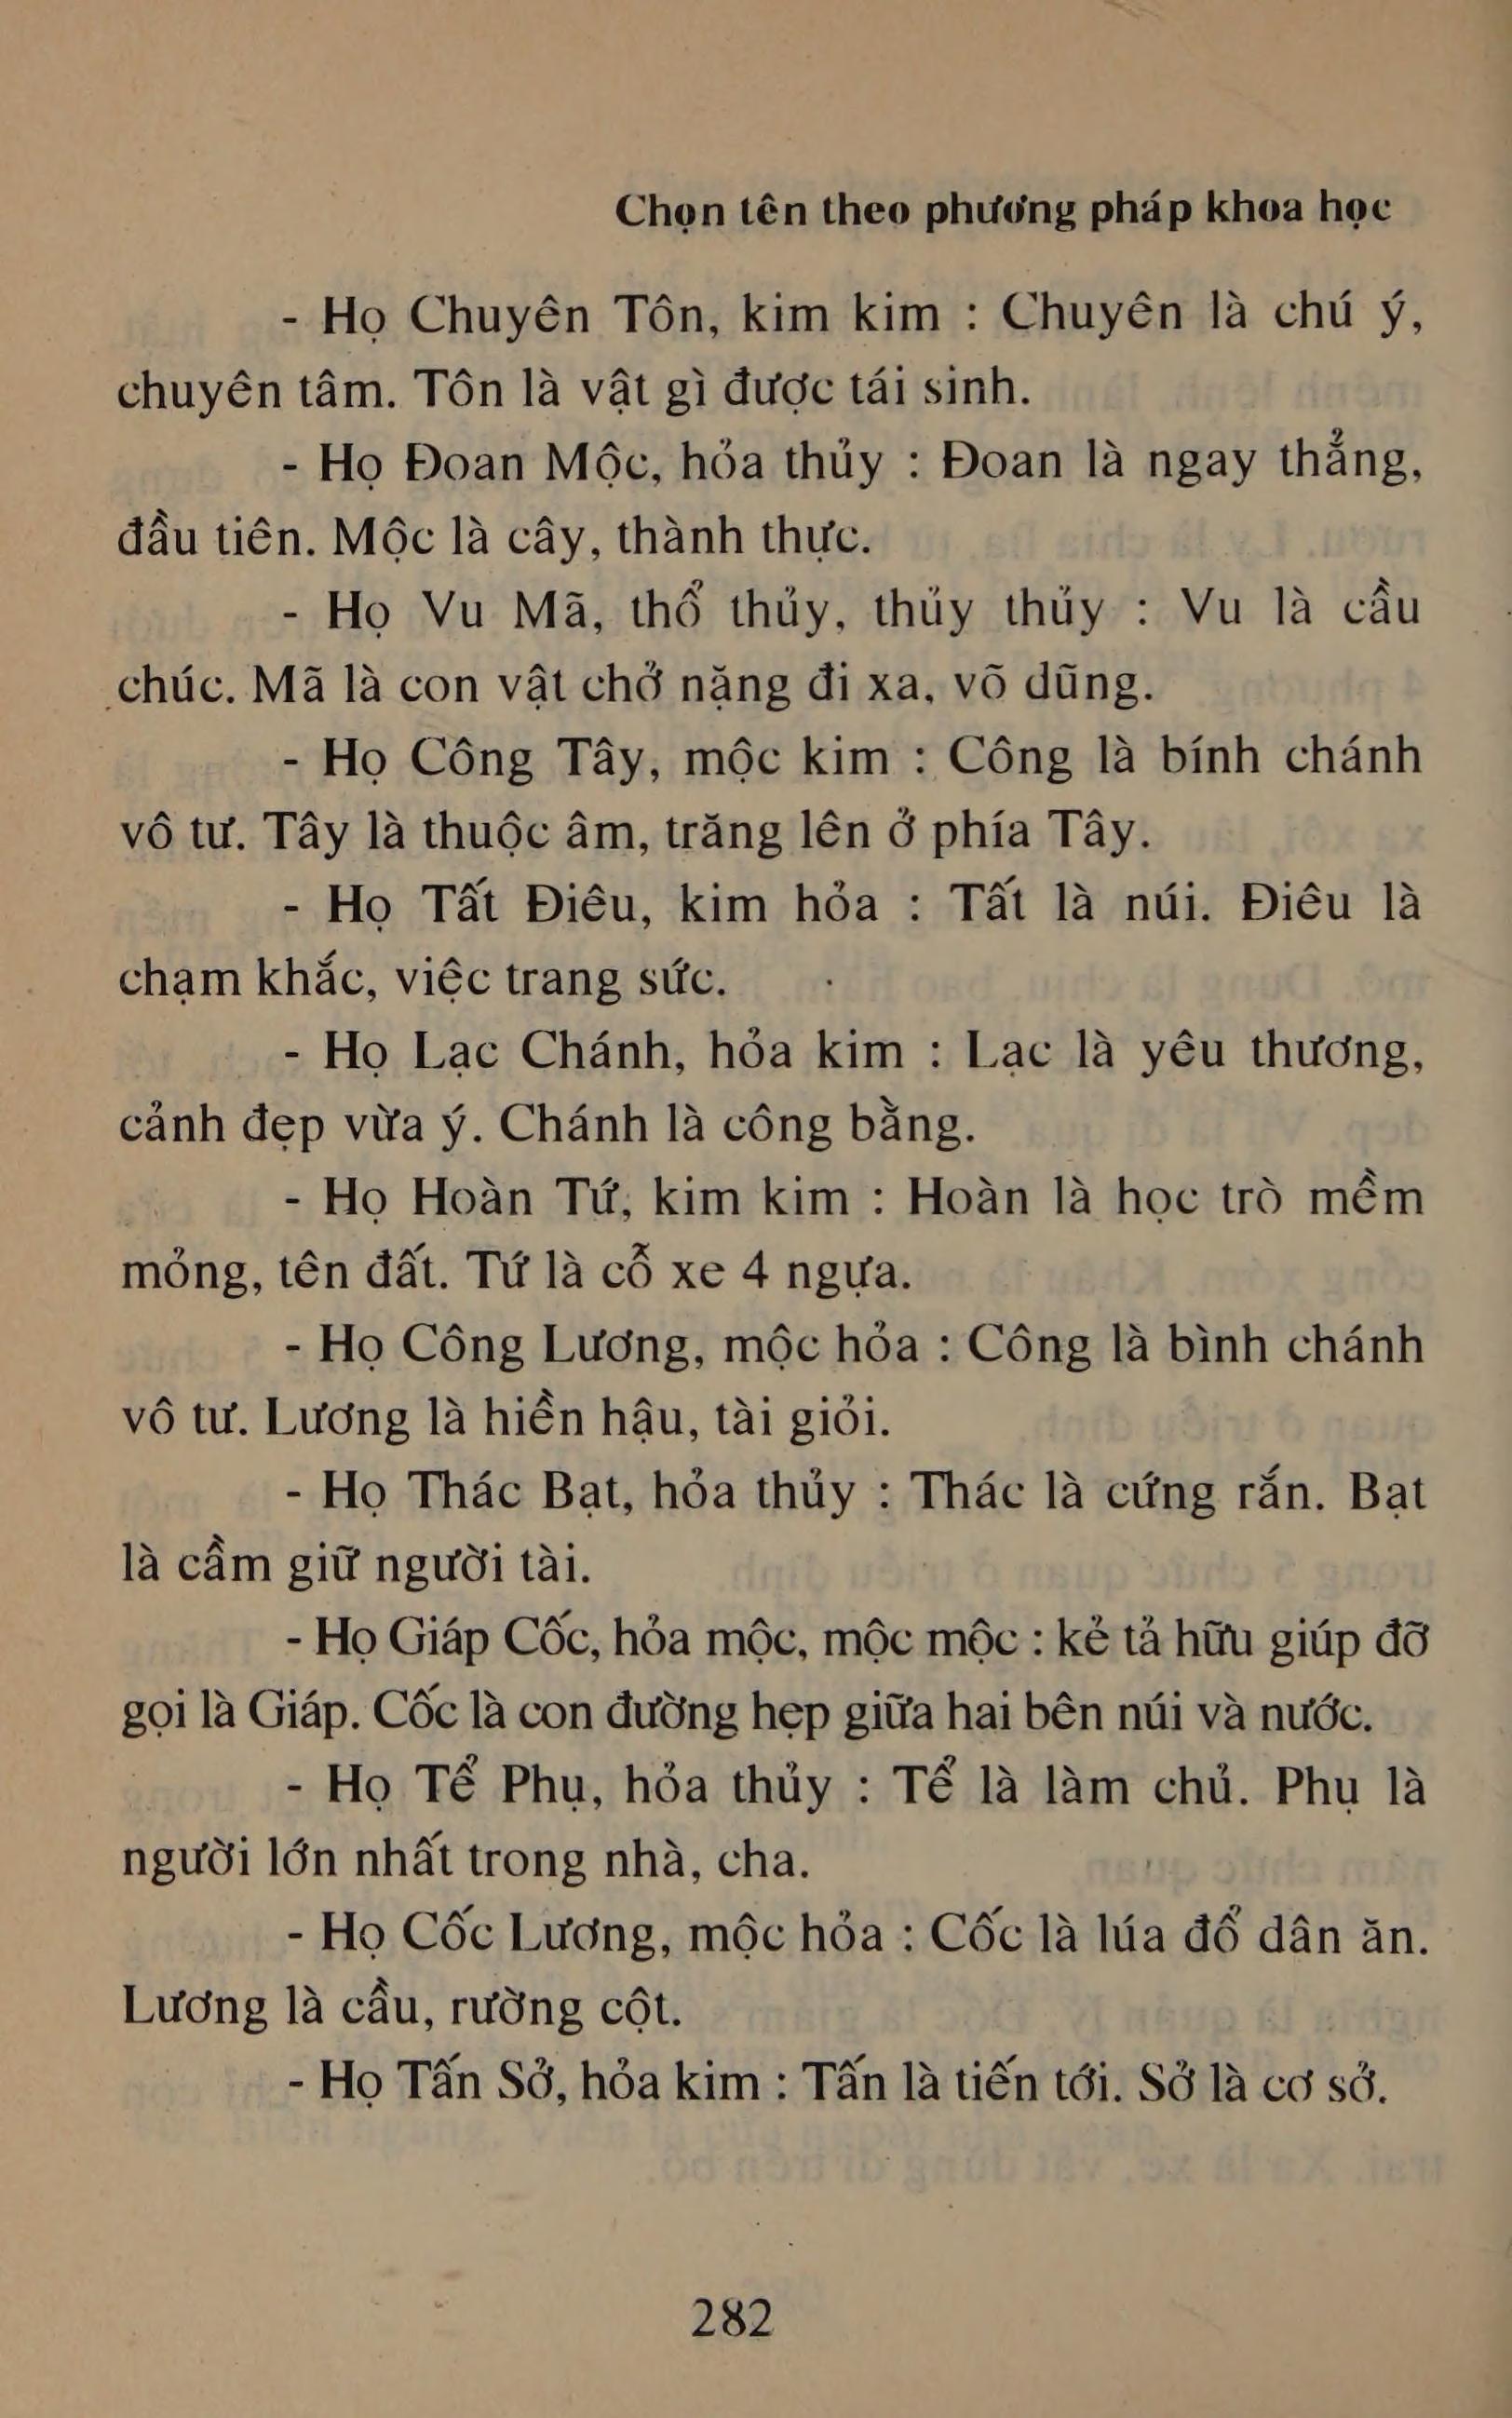 Chọn tên theo phương pháp khoa học
- Họ Chuyên Tôn, kim kim : Chuyên là chú ý,
chuyên tâm. Tôn là vật gì được tái sinh.
- Họ Đoan Mộc, hỏa thủy : Đoan là ngay thẳng,
đầu tiên. Mộc là cây, thành thực.
- Họ Vu Mã, thổ thủy, thủy thủy : Vu là cầu
chúc. Mã là con vật chở nặng đi xa, võ dũng.
- Họ Công Tây, mộc kim : Công là bính chánh
vô tư. Tây là thuộc âm, trăng lên ở phía Tây.
- Họ Tất Điêu, kim hỏa : Tất là núi. Điêu là
chạm khắc, việc trang sức.
- Họ Lạc Chánh, hỏa kim : Lạc là yêu thương,
cảnh đẹp vừa ý. Chánh là công bằng.
- Họ Hoàn Tứ, kim kim : Hoàn là học trò mềm
mỏng, tên đất. Tứ là cỗ xe 4 ngựa.
- Họ Công Lương, mộc hỏa : Công là bình chánh
vô tư. Lương là hiền hậu, tài giỏi.
- Họ Thác Bạt, hỏa thủy : Thác là cứng rắn. Bạt
là cầm giữ người tài.
- Họ Giáp Cốc, hỏa mộc, mộc mộc : kẻ tả hữu giúp đỡ
gọi là Giáp. Cốc là con đường hẹp giữa hai bên núi và nước.
- Họ Tể Phụ, hỏa thủy : Tể là làm chủ. Phụ là
người lớn nhất trong nhà, cha.
- Họ Cốc Lương, mộc hỏa : Cốc là lúa đổ dân ăn.
Lương là cầu, rường cột.
- Họ Tấn Sở, hỏa kim : Tấn là tiến tới. Sở là cơ sở.
282